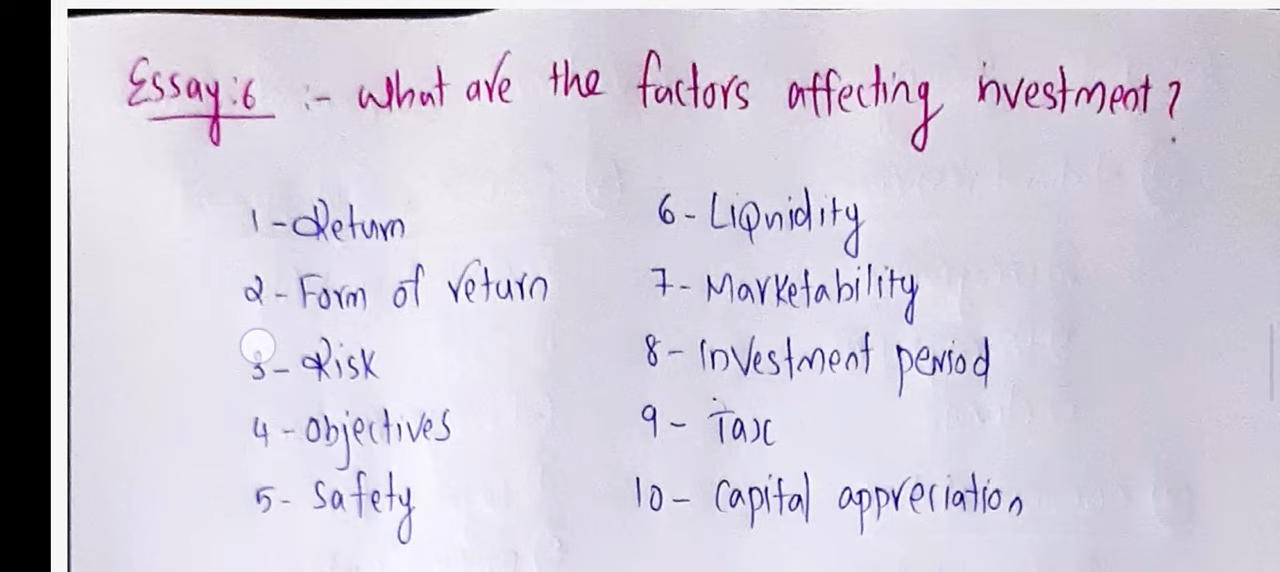 Essay:6 :- What are the factors affecting investment?
1 - Return
2 - Form of return
3 - Risk
4 - Objectives
5 - Safety
6 - Liquidity
7 - Marketability
8 - Investment period
9 - Tax
10 - Capital appreciation